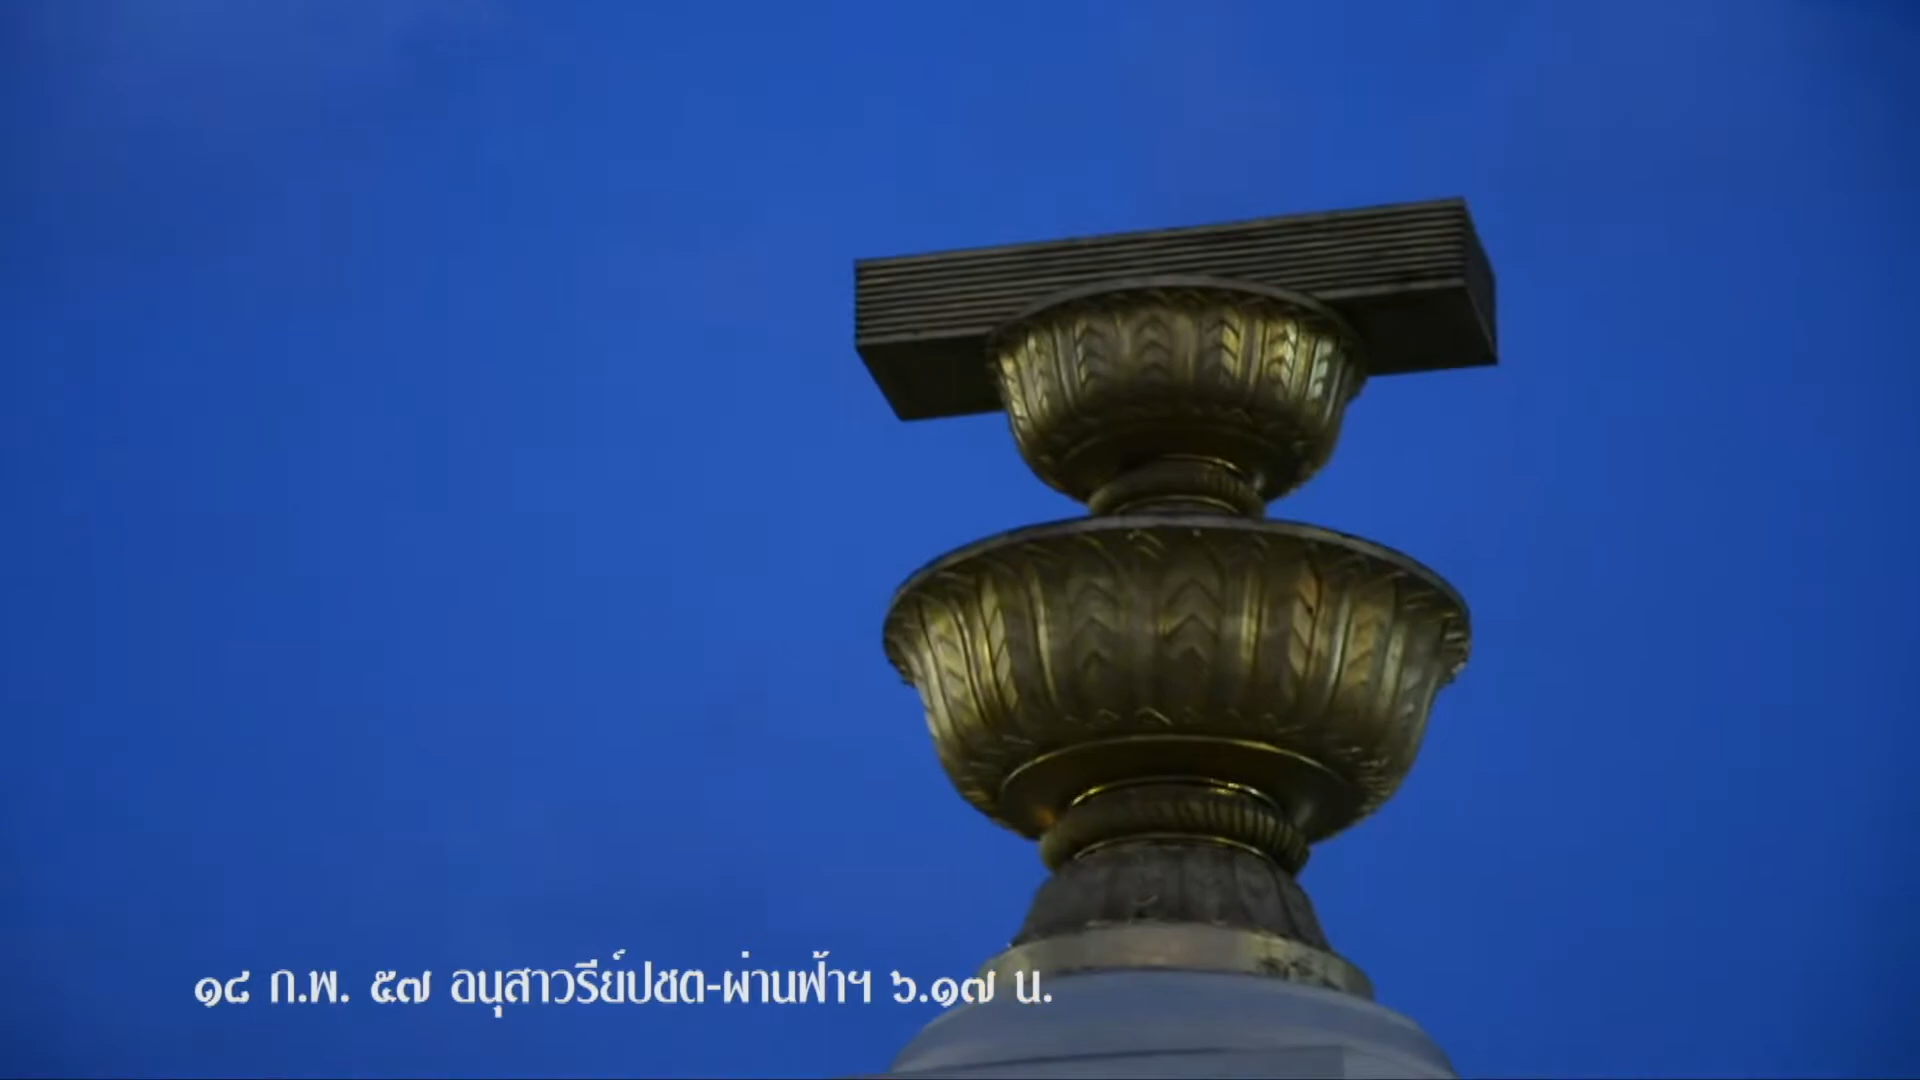 ๑๘ ก.พ. ๕๗ อนุสาวรีย์ปชต-ผ่านฟ้าฯ ๖.๑๗ น.